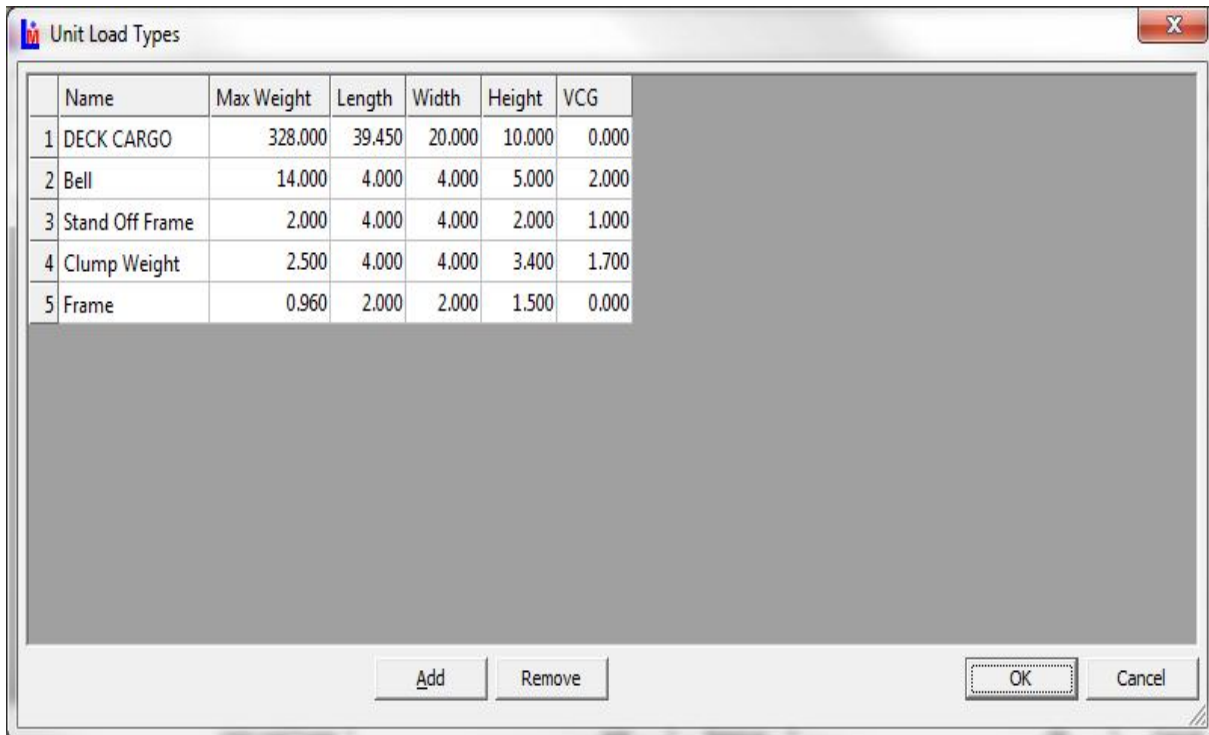 Unit Load Types
Name Max Weight Length Width Height VCG
1 DECK CARGO 328.000 39.450 20.000 10.000 0.000
2 Bell 14.000 4.000 4.000 5.000 2.000
3 Stand Off Frame 2.000 4.000 4.000 2.000 1.000
4 Clump Weight 2.500 4.000 4.000 3.400 1.700
5 Frame 0.960 2.000 2.000 1.500 0.000
Add Remove OK Cancel